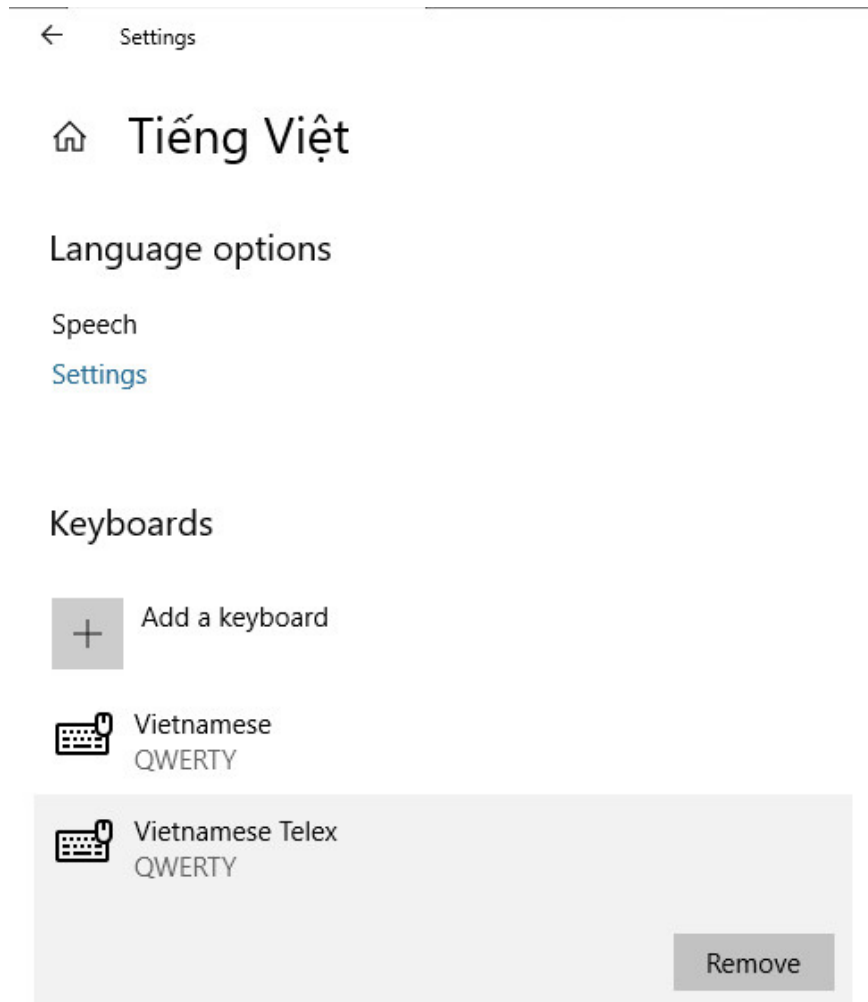 Settings
Tiếng Việt
Language options
Speech
Settings
Keyboards
Add a keyboard
Vietnamese
QWERTY
Vietnamese Telex
QWERTY
Remove